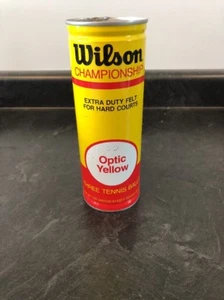 Wilson
CHAMPIONSHIP
EXTRA DUTY FELT
FOR HARD COURTS
Optic
Yellow
THREE TENNIS BALLS